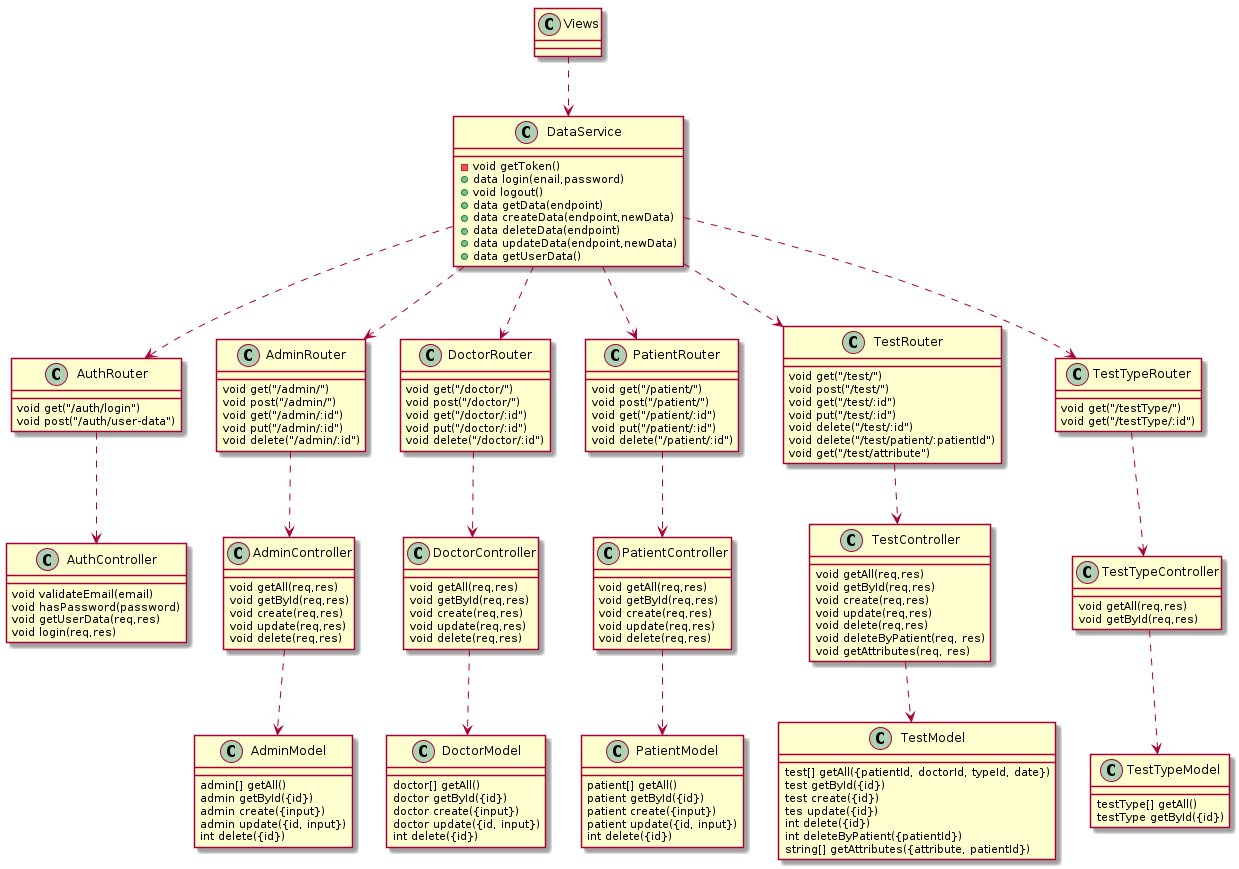 C Views
C DataService
void getToken()
data login(enail,password)
void logout()
data getData(endpoint)
data createData(endpoint,newData)
data deleteData(endpoint)
data updateData(endpoint,newData)
data getUserData()
C AuthRouter
void get("/auth/login")
void post("/auth/user-data")
C AdminRouter
void get("/admin/")
void post("/admin/")
void get("/admin/:id")
void put("/admin/:id")
void delete("/admin/:id")
C DoctorRouter
void get("/doctor/")
void post("/doctor/")
void get("/doctor/:id")
void put("/doctor/:id")
void delete("/doctor/:id")
C PatientRouter
void get("/patient/")
void post("/patient/")
void get("/patient/:id")
void put("/patient/:id")
void delete("/patient/:id")
C TestRouter
void get("/test/")
void post("/test/")
void get("/test/:id")
void put("/test/:id")
void delete("/test/:id")
void delete("/test/patient/:patientId")
void get("/test/attribute")
C TestTypeRouter
void get("/testType/")
void get("/testType/:id")
C AuthController
void validateEmail(email)
void hasPassword(password)
void getUserData(req,res)
void login(req,res)
C AdminController
void getAll(req,res)
void getById(req,res)
void create(req,res)
void update(req,res)
void delete(req,res)
C DoctorController
void getAll(req,res)
void getById(req,res)
void create(req,res)
void update(req,res)
void delete(req,res)
C PatientController
void getAll(req,res)
void getById(req,res)
void create(req,res)
void update(req,res)
void delete(req,res)
C TestController
void getAll(req,res)
void getById(req,res)
void create(req,res)
void update(req,res)
void delete(req,res)
void deleteByPatient(req, res)
void getAttributes(req, res)
C TestTypeController
void getAll(req,res)
void getById(req,res)
C AdminModel
admin[] getAll()
admin getById({id})
admin create({input})
admin update({id, input})
int delete({id})
C DoctorModel
doctor[] getAll()
doctor getById({id})
doctor create({input})
doctor update({id, input})
int delete({id})
C PatientModel
patient[] getAll()
patient getById({id})
patient create({input})
patient update({id, input})
int delete({id})
C TestModel
test[] getAll({patientId, doctorId, typeId, date})
test getById({id})
test create({id})
tes update({id})
int delete({id})
int deleteByPatient({patientId})
string[] getAttributes({attribute, patientId})
C TestTypeModel
testType[] getAll()
testType getById({id})